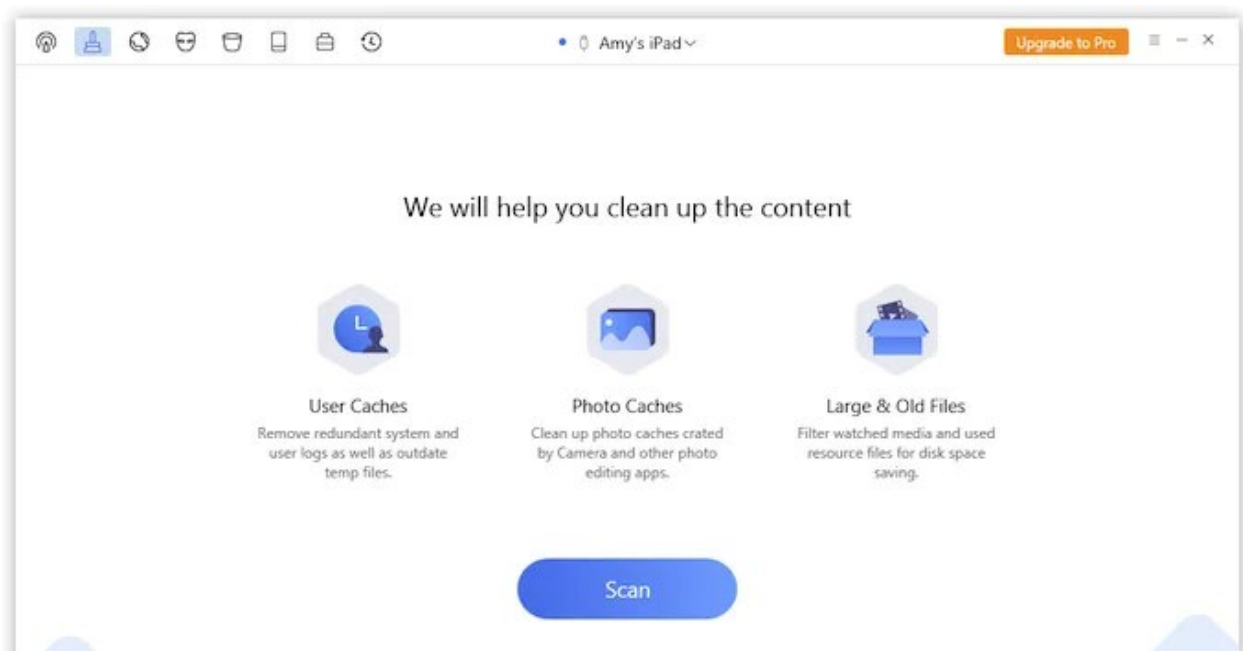 Amy's iPad
Upgrade to Pro
We will help you clean up the content
User Caches
Remove redundant system and
user logs as well as outdate
temp files.
Photo Caches
Clean up photo caches crated
by Camera and other photo
editing apps.
Large & Old Files
Filter watched media and used
resource files for disk space
saving.
Scan